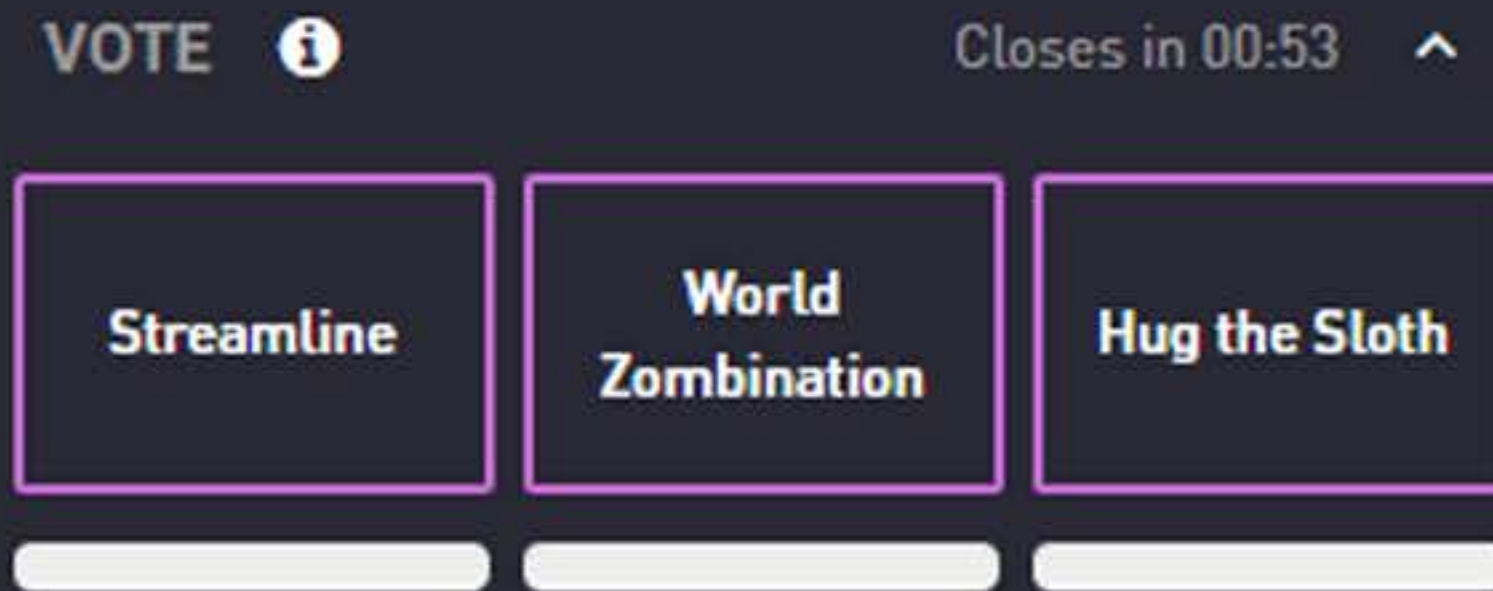 VOTE
Closes in 00:53
Streamline
World
Zombination
Hug the Sloth